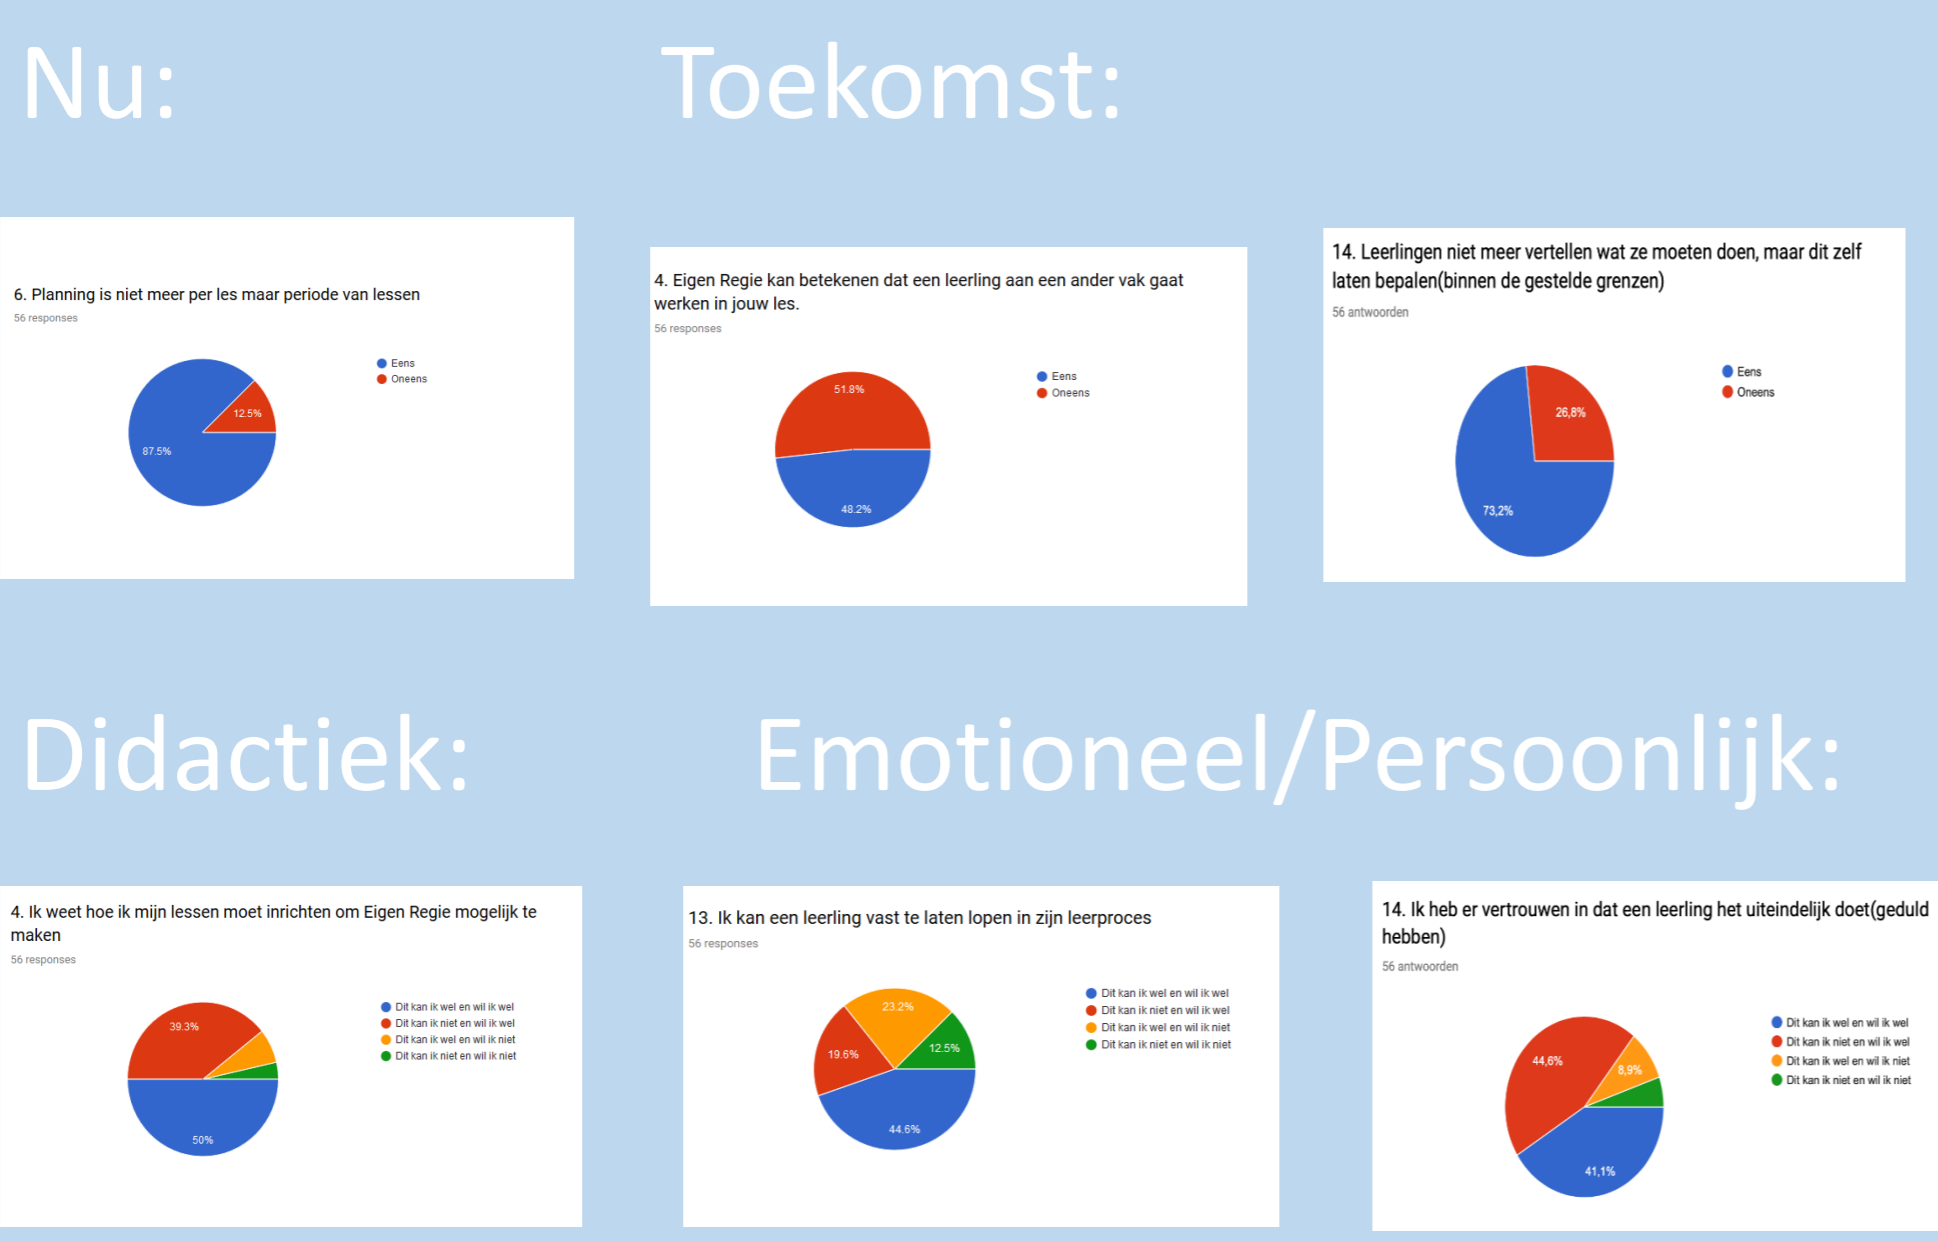 Nu:
Toekomst:
6. Planning is niet meer per les maar periode van lessen
56 responses
Eens
Oneens
12.5%
87.5%
4. Eigen Regie kan betekenen dat een leerling aan een ander vak gaat
werken in jouw les.
56 responses
Eens
Oneens
51.8%
48.2%
14. Leerlingen niet meer vertellen wat ze moeten doen, maar dit zelf
laten bepalen(binnen de gestelde grenzen)
56 antwoorden
Eens
Oneens
26,8%
73,2%
Didactiek:
Emotioneel/Persoonlijk:
4. Ik weet hoe ik mijn lessen moet inrichten om Eigen Regie mogelijk te
maken
56 responses
Dit kan ik wel en wil ik wel
Dit kan ik niet en wil ik wel
Dit kan ik wel en wil ik niet
Dit kan ik niet en wil ik niet
39.3%
50%
13. Ik kan een leerling vast te laten lopen in zijn leerproces
56 responses
Dit kan ik wel en wil ik wel
Dit kan ik niet en wil ik wel
Dit kan ik wel en wil ik niet
Dit kan ik niet en wil ik niet
23.2%
19.6%
12.5%
44.6%
14. Ik heb er vertrouwen in dat een leerling het uiteindelijk doet(geduld
hebben)
56 antwoorden
Dit kan ik wel en wil ik wel
Dit kan ik niet en wil ik wel
Dit kan ik wel en wil ik niet
Dit kan ik niet en wil ik niet
44,6%
8,9%
41,1%